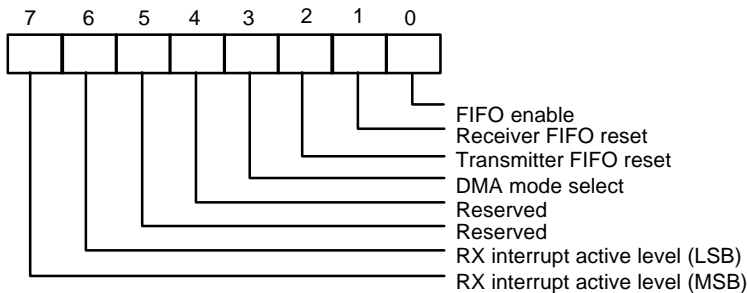 7 6 5 4 3 2 1 0
FIFO enable
Receiver FIFO reset
Transmitter FIFO reset
DMA mode select
Reserved
Reserved
RX interrupt active level (LSB)
RX interrupt active level (MSB)